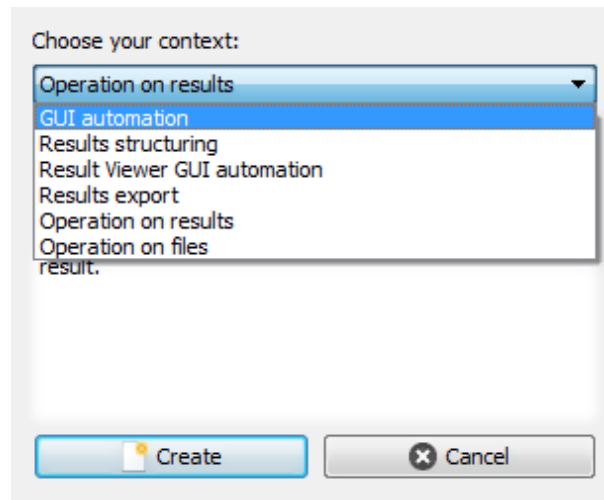 Choose your context:
Operation on results
GUI automation
Results structuring
Result Viewer GUI automation
Results export
Operation on results
Operation on files
result.
Create
Cancel